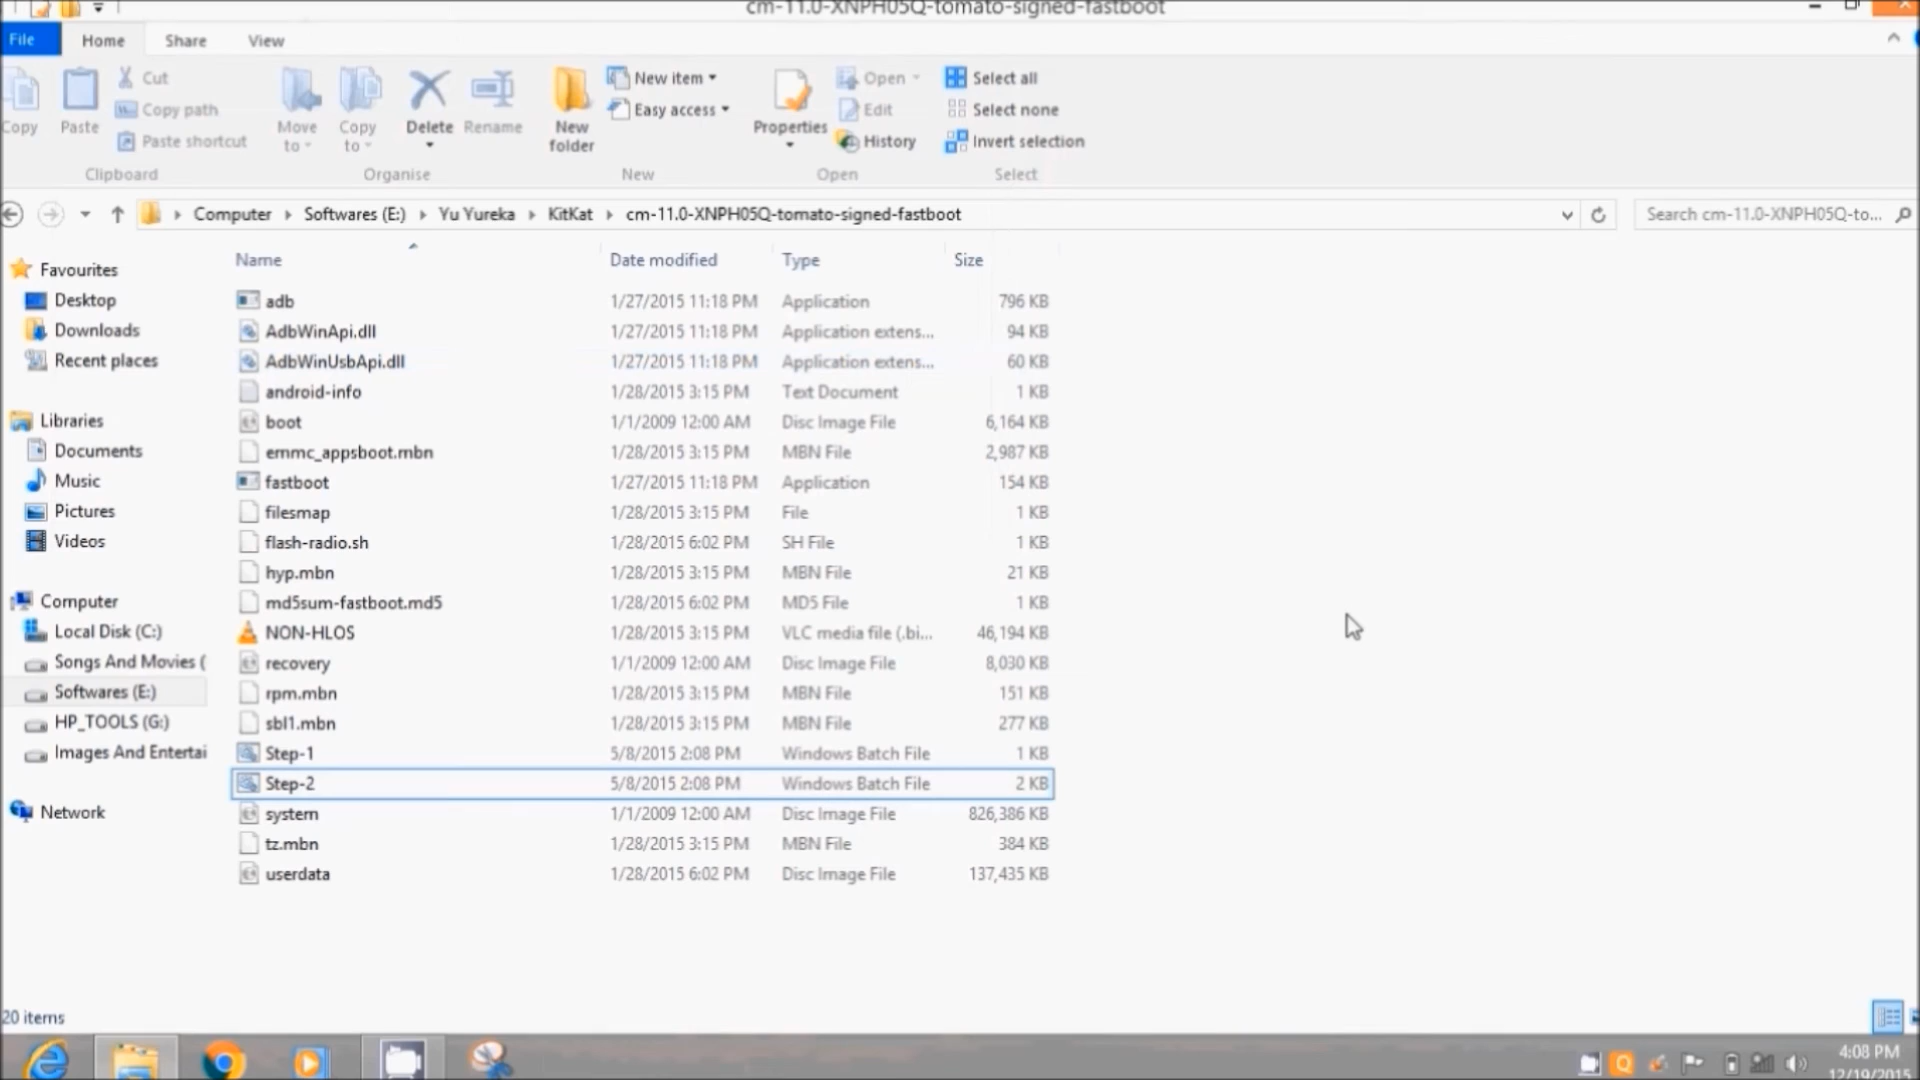 cm-11.0-XNPH05Q-tomato-signed-fastboot
File Home Share View
Copy
Paste
Cut
Copy path
Paste shortcut
Clipboard
Move to
Copy to
Delete
Rename
Organise
New folder
New item
Easy access
New
Properties
Open
Edit
History
Open
Select all
Select none
Invert selection
Select
Computer Softwares (E:) Yu Yureka KitKat cm-11.0-XNPH05Q-tomato-signed-fastboot
Search cm-11.0-XNPH05Q-to...
Favourites
Desktop
Downloads
Recent places
Libraries
Documents
Music
Pictures
Videos
Computer
Local Disk (C:)
Songs And Movies (
Softwares (E:)
HP_TOOLS (G:)
Images And Entertai
Network
Name Date modified Type Size
adb 1/27/2015 11:18 PM Application 796 KB
AdbWinApi.dll 1/27/2015 11:18 PM Application extens... 94 KB
AdbWinUsbApi.dll 1/27/2015 11:18 PM Application extens... 60 KB
android-info 1/28/2015 3:15 PM Text Document 1 KB
boot 1/1/2009 12:00 AM Disc Image File 6,164 KB
emmc_appsboot.mbn 1/28/2015 3:15 PM MBN File 2,987 KB
fastboot 1/27/2015 11:18 PM Application 154 KB
filesmap 1/28/2015 3:15 PM File 1 KB
flash-radio.sh 1/28/2015 6:02 PM SH File 1 KB
hyp.mbn 1/28/2015 3:15 PM MBN File 21 KB
md5sum-fastboot.md5 1/28/2015 6:02 PM MD5 File 1 KB
NON-HLOS 1/28/2015 3:15 PM VLC media file (.bi... 46,194 KB
recovery 1/1/2009 12:00 AM Disc Image File 8,030 KB
rpm.mbn 1/28/2015 3:15 PM MBN File 151 KB
sbl1.mbn 1/28/2015 3:15 PM MBN File 277 KB
Step-1 5/8/2015 2:08 PM Windows Batch File 1 KB
Step-2 5/8/2015 2:08 PM Windows Batch File 2 KB
system 1/1/2009 12:00 AM Disc Image File 826,386 KB
tz.mbn 1/28/2015 3:15 PM MBN File 384 KB
userdata 1/28/2015 6:02 PM Disc Image File 137,435 KB
20 items
4:08 PM
12/19/2015